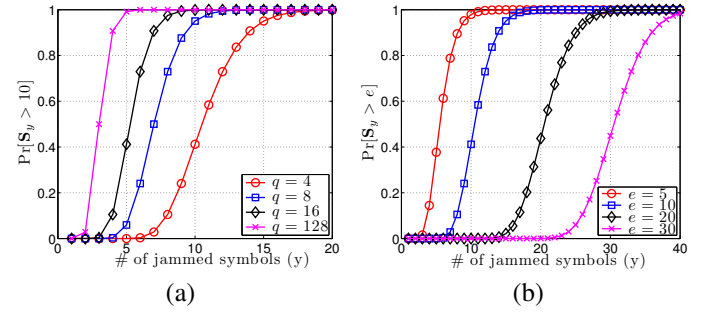 Pr[S_y > 10]
1
0.8
0.6
0.4
0.2
0
0
5
10
15
20
q = 4
q = 8
q = 16
q = 128
# of jammed symbols (y)
(a)
Pr[S_y > e]
1
0.8
0.6
0.4
0.2
0
0
10
20
30
40
e = 5
e = 10
e = 20
e = 30
# of jammed symbols (y)
(b)